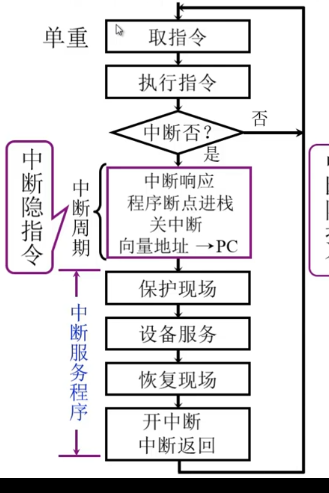 单重
取指令
执行指令
中断否？
否
是
中断隐指令
中断周期
中断响应
程序断点进栈
关中断
向量地址 →PC
中断服务程序
保护现场
设备服务
恢复现场
开中断
中断返回